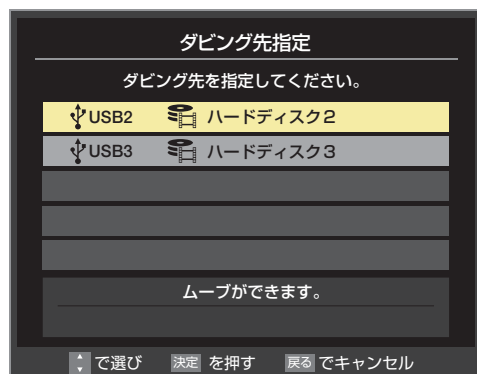 ダビング先指定
ダビング先を指定してください。
USB2 ハードディスク2
USB3 ハードディスク3
ムーブができます。
で選び 決定 を押す 戻る でキャンセル